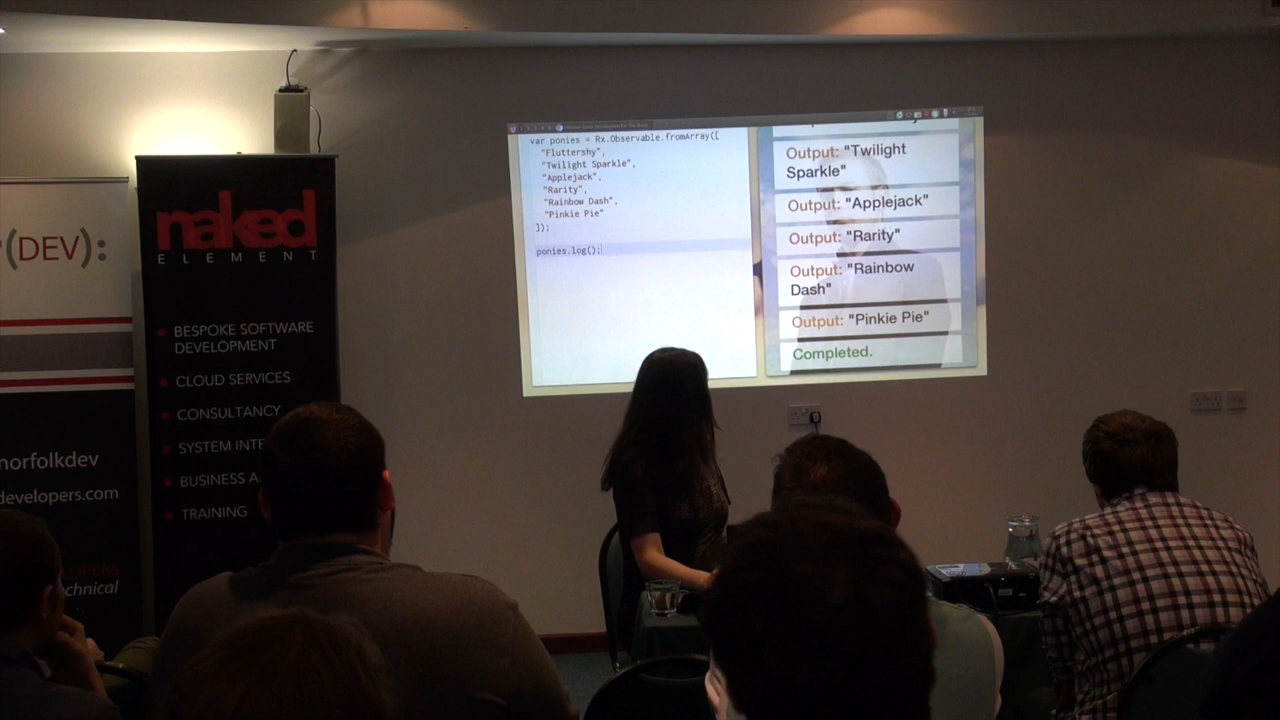 (DEV):
norfolkdev
developers.com
chnical
naked
ELEMENT
BESPOKE SOFTWARE
DEVELOPMENT
CLOUD SERVICES
CONSULTANCY
SYSTEM INTE
BUSINESS A
TRAINING
var ponies = Rx.Observable.fromArray([
"Fluttershy",
"Twilight Sparkle",
"Applejack",
"Rarity",
"Rainbow Dash",
"Pinkie Pie"
]);
ponies.log();
Output: "Twilight
Sparkle"
Output: "Applejack"
Output: "Rarity"
Output: "Rainbow
Dash"
Output: "Pinkie Pie"
Completed.